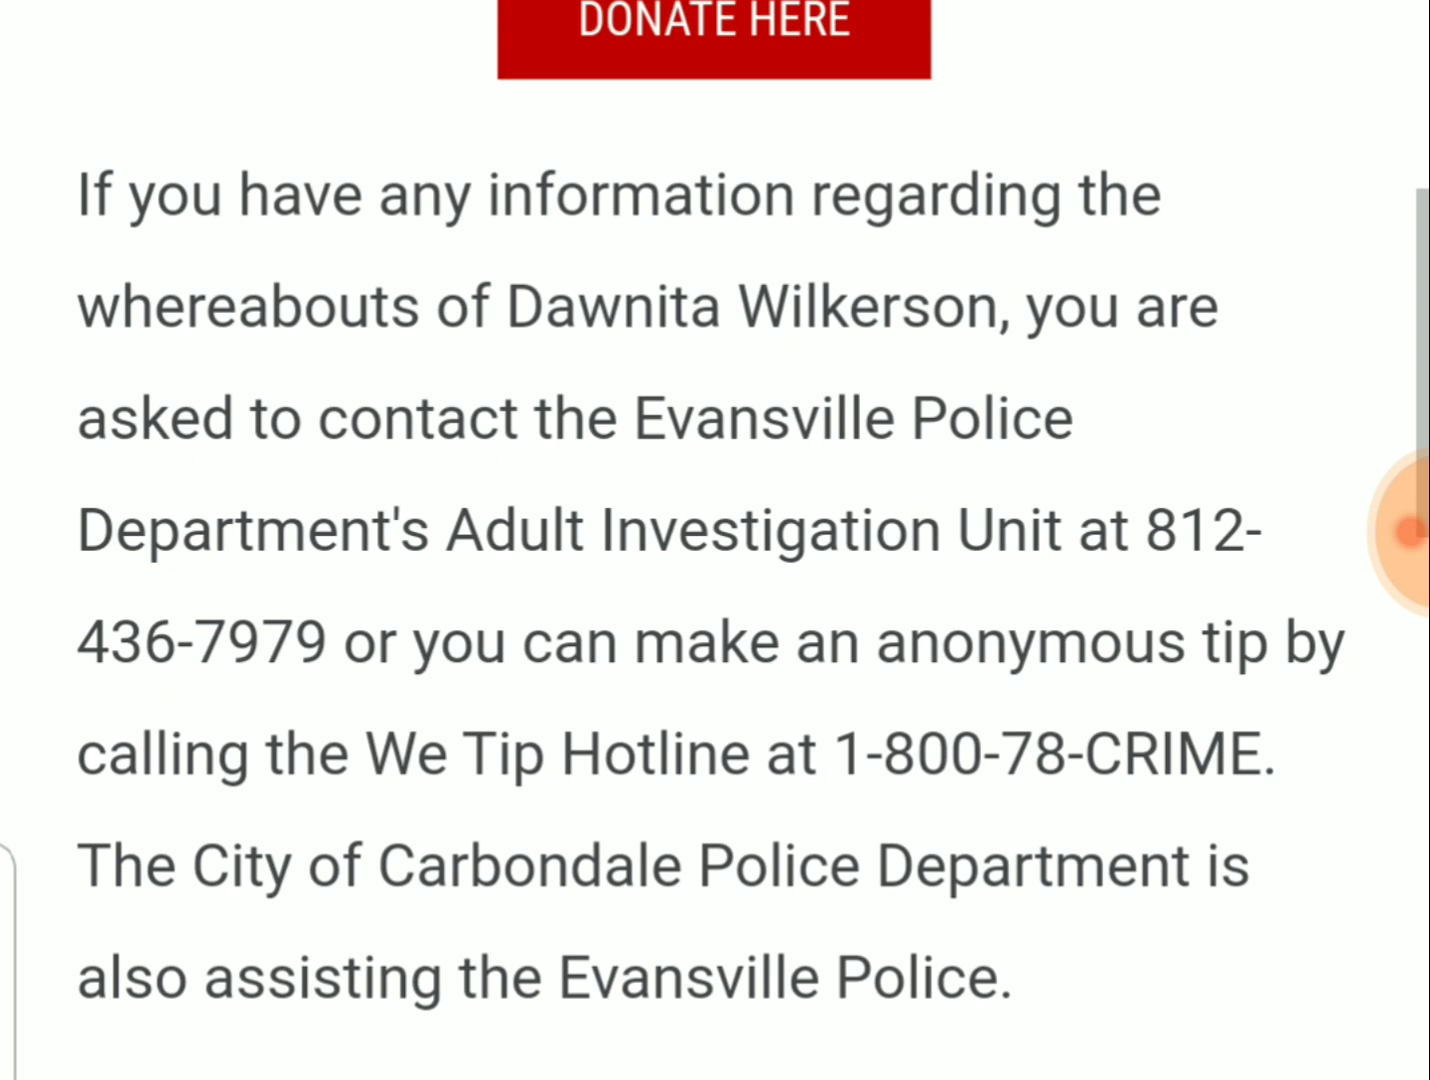 DONATE HERE
If you have any information regarding the
whereabouts of Dawnita Wilkerson, you are
asked to contact the Evansville Police
Department's Adult Investigation Unit at 812-
436-7979 or you can make an anonymous tip by
calling the We Tip Hotline at 1-800-78-CRIME.
The City of Carbondale Police Department is
also assisting the Evansville Police.